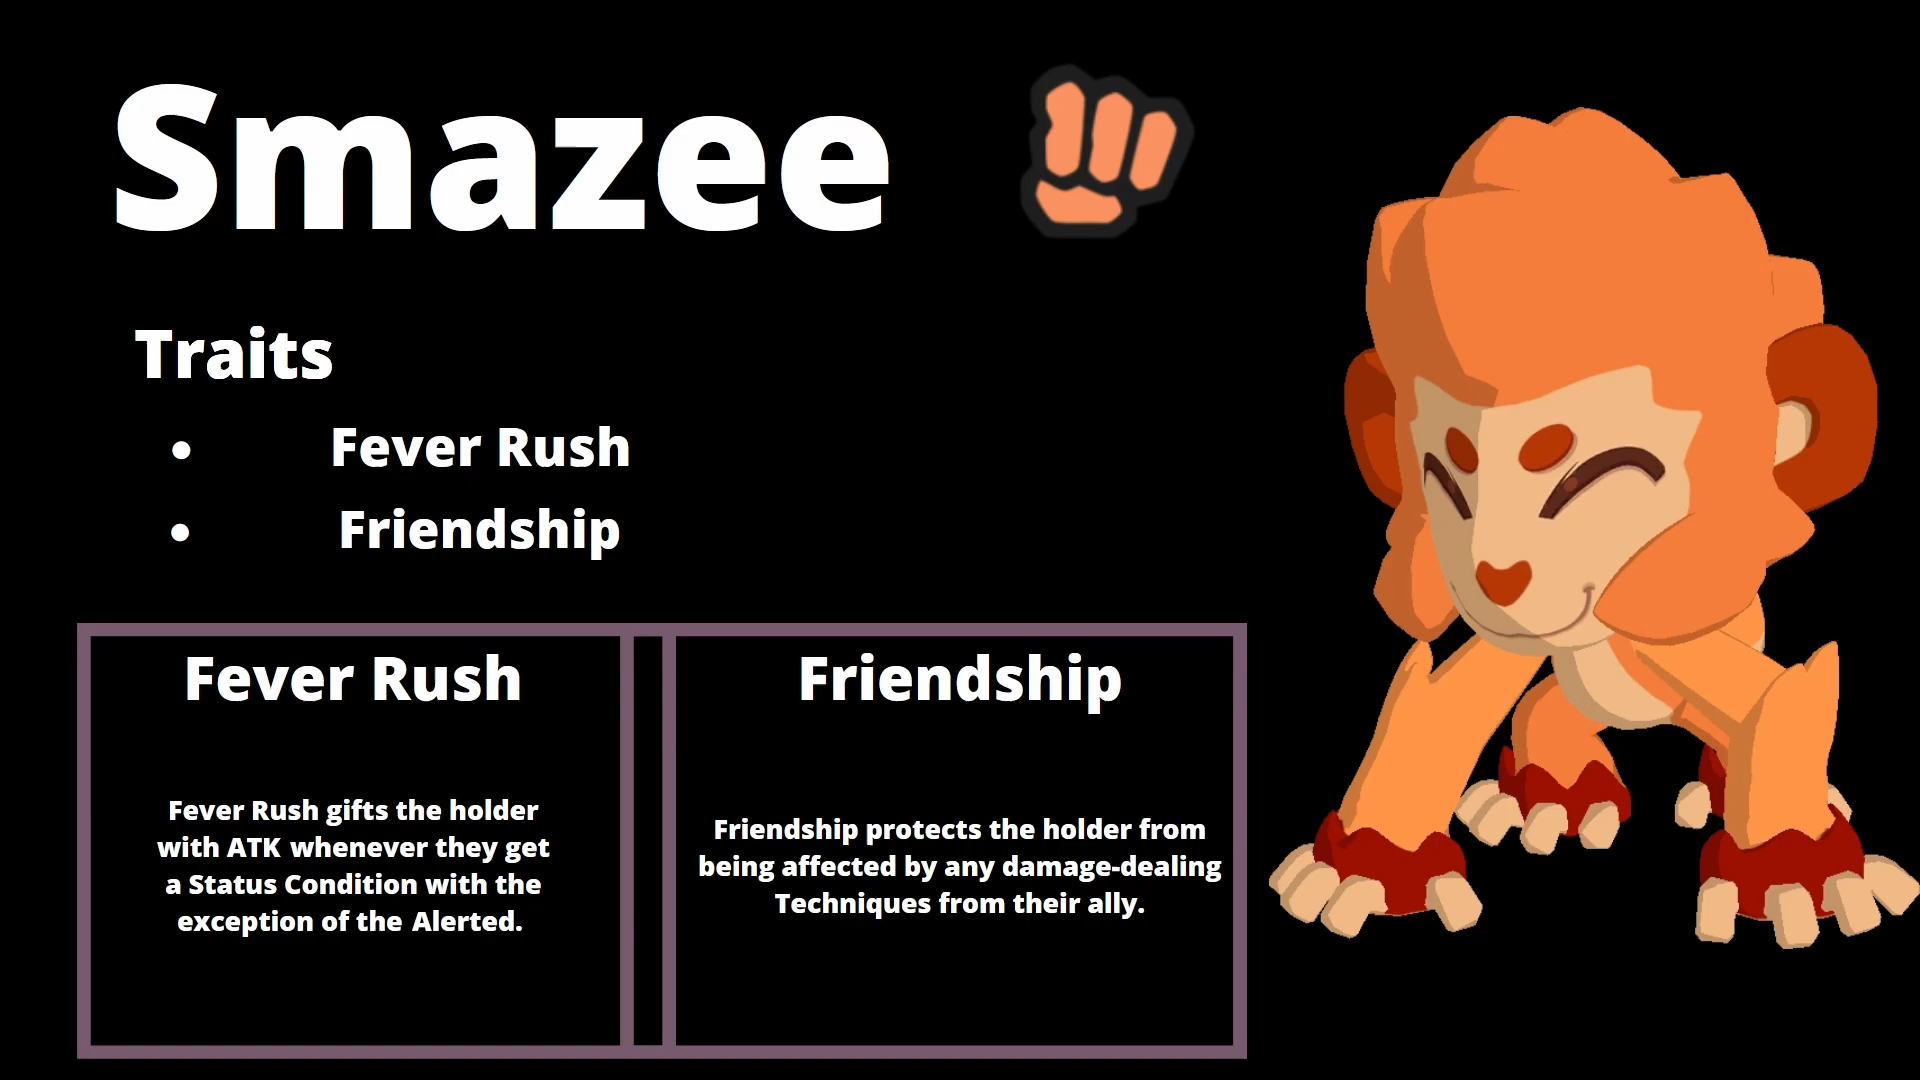 Smazee
Traits
• Fever Rush
• Friendship
Fever Rush
Fever Rush gifts the holder
with ATK whenever they get
a Status Condition with the
exception of the Alerted.
Friendship
Friendship protects the holder from
being affected by any damage-dealing
Techniques from their ally.